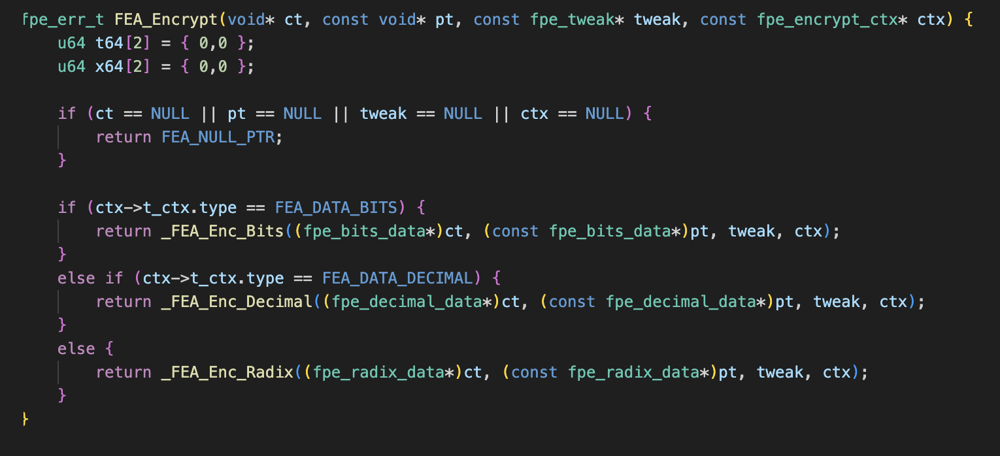 fpe_err_t FEA_Encrypt(void* ct, const void* pt, const fpe_tweak* tweak, const fpe_encrypt_ctx* ctx) {
    u64 t64[2] = { 0,0 };
    u64 x64[2] = { 0,0 };

    if (ct == NULL || pt == NULL || tweak == NULL || ctx == NULL) {
        return FEA_NULL_PTR;
    }

    if (ctx->t_ctx.type == FEA_DATA_BITS) {
        return _FEA_Enc_Bits((fpe_bits_data*)ct, (const fpe_bits_data*)pt, tweak, ctx);
    }
    else if (ctx->t_ctx.type == FEA_DATA_DECIMAL) {
        return _FEA_Enc_Decimal((fpe_decimal_data*)ct, (const fpe_decimal_data*)pt, tweak, ctx);
    }
    else {
        return _FEA_Enc_Radix((fpe_radix_data*)ct, (const fpe_radix_data*)pt, tweak, ctx);
    }
}